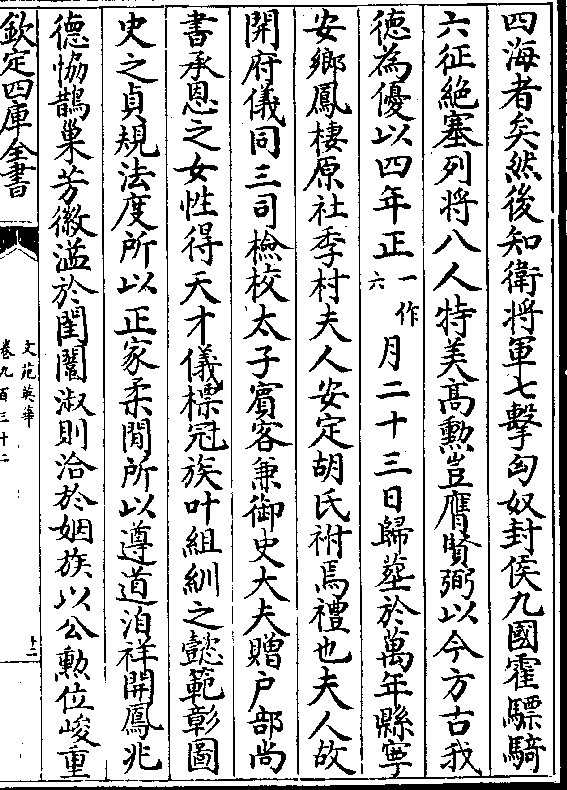 四海者矣然後知衛將軍七擊匈奴封侯九國霍驃騎
六征絶塞列將八人特美髙勲豈膺賢弼以今方古我
德為優以四年正一作六月二十三日歸塟於萬年縣寧
安鄉鳳棲原社季村夫人安定胡氏祔焉禮也夫人故
開府儀同三司檢校太子賓客兼御史大夫贈户部尚
書承恩之女性得天才儀標冠族叶組紃之懿範彰圖
史之貞規法度所以正家柔閒所以遵道洎祥開鳳兆
德恊鵲巢芳徽溢於閨閫淑則洽於姻族以公勲位峻重
欽定四庫全書
文苑英華
卷九百三十二
十二